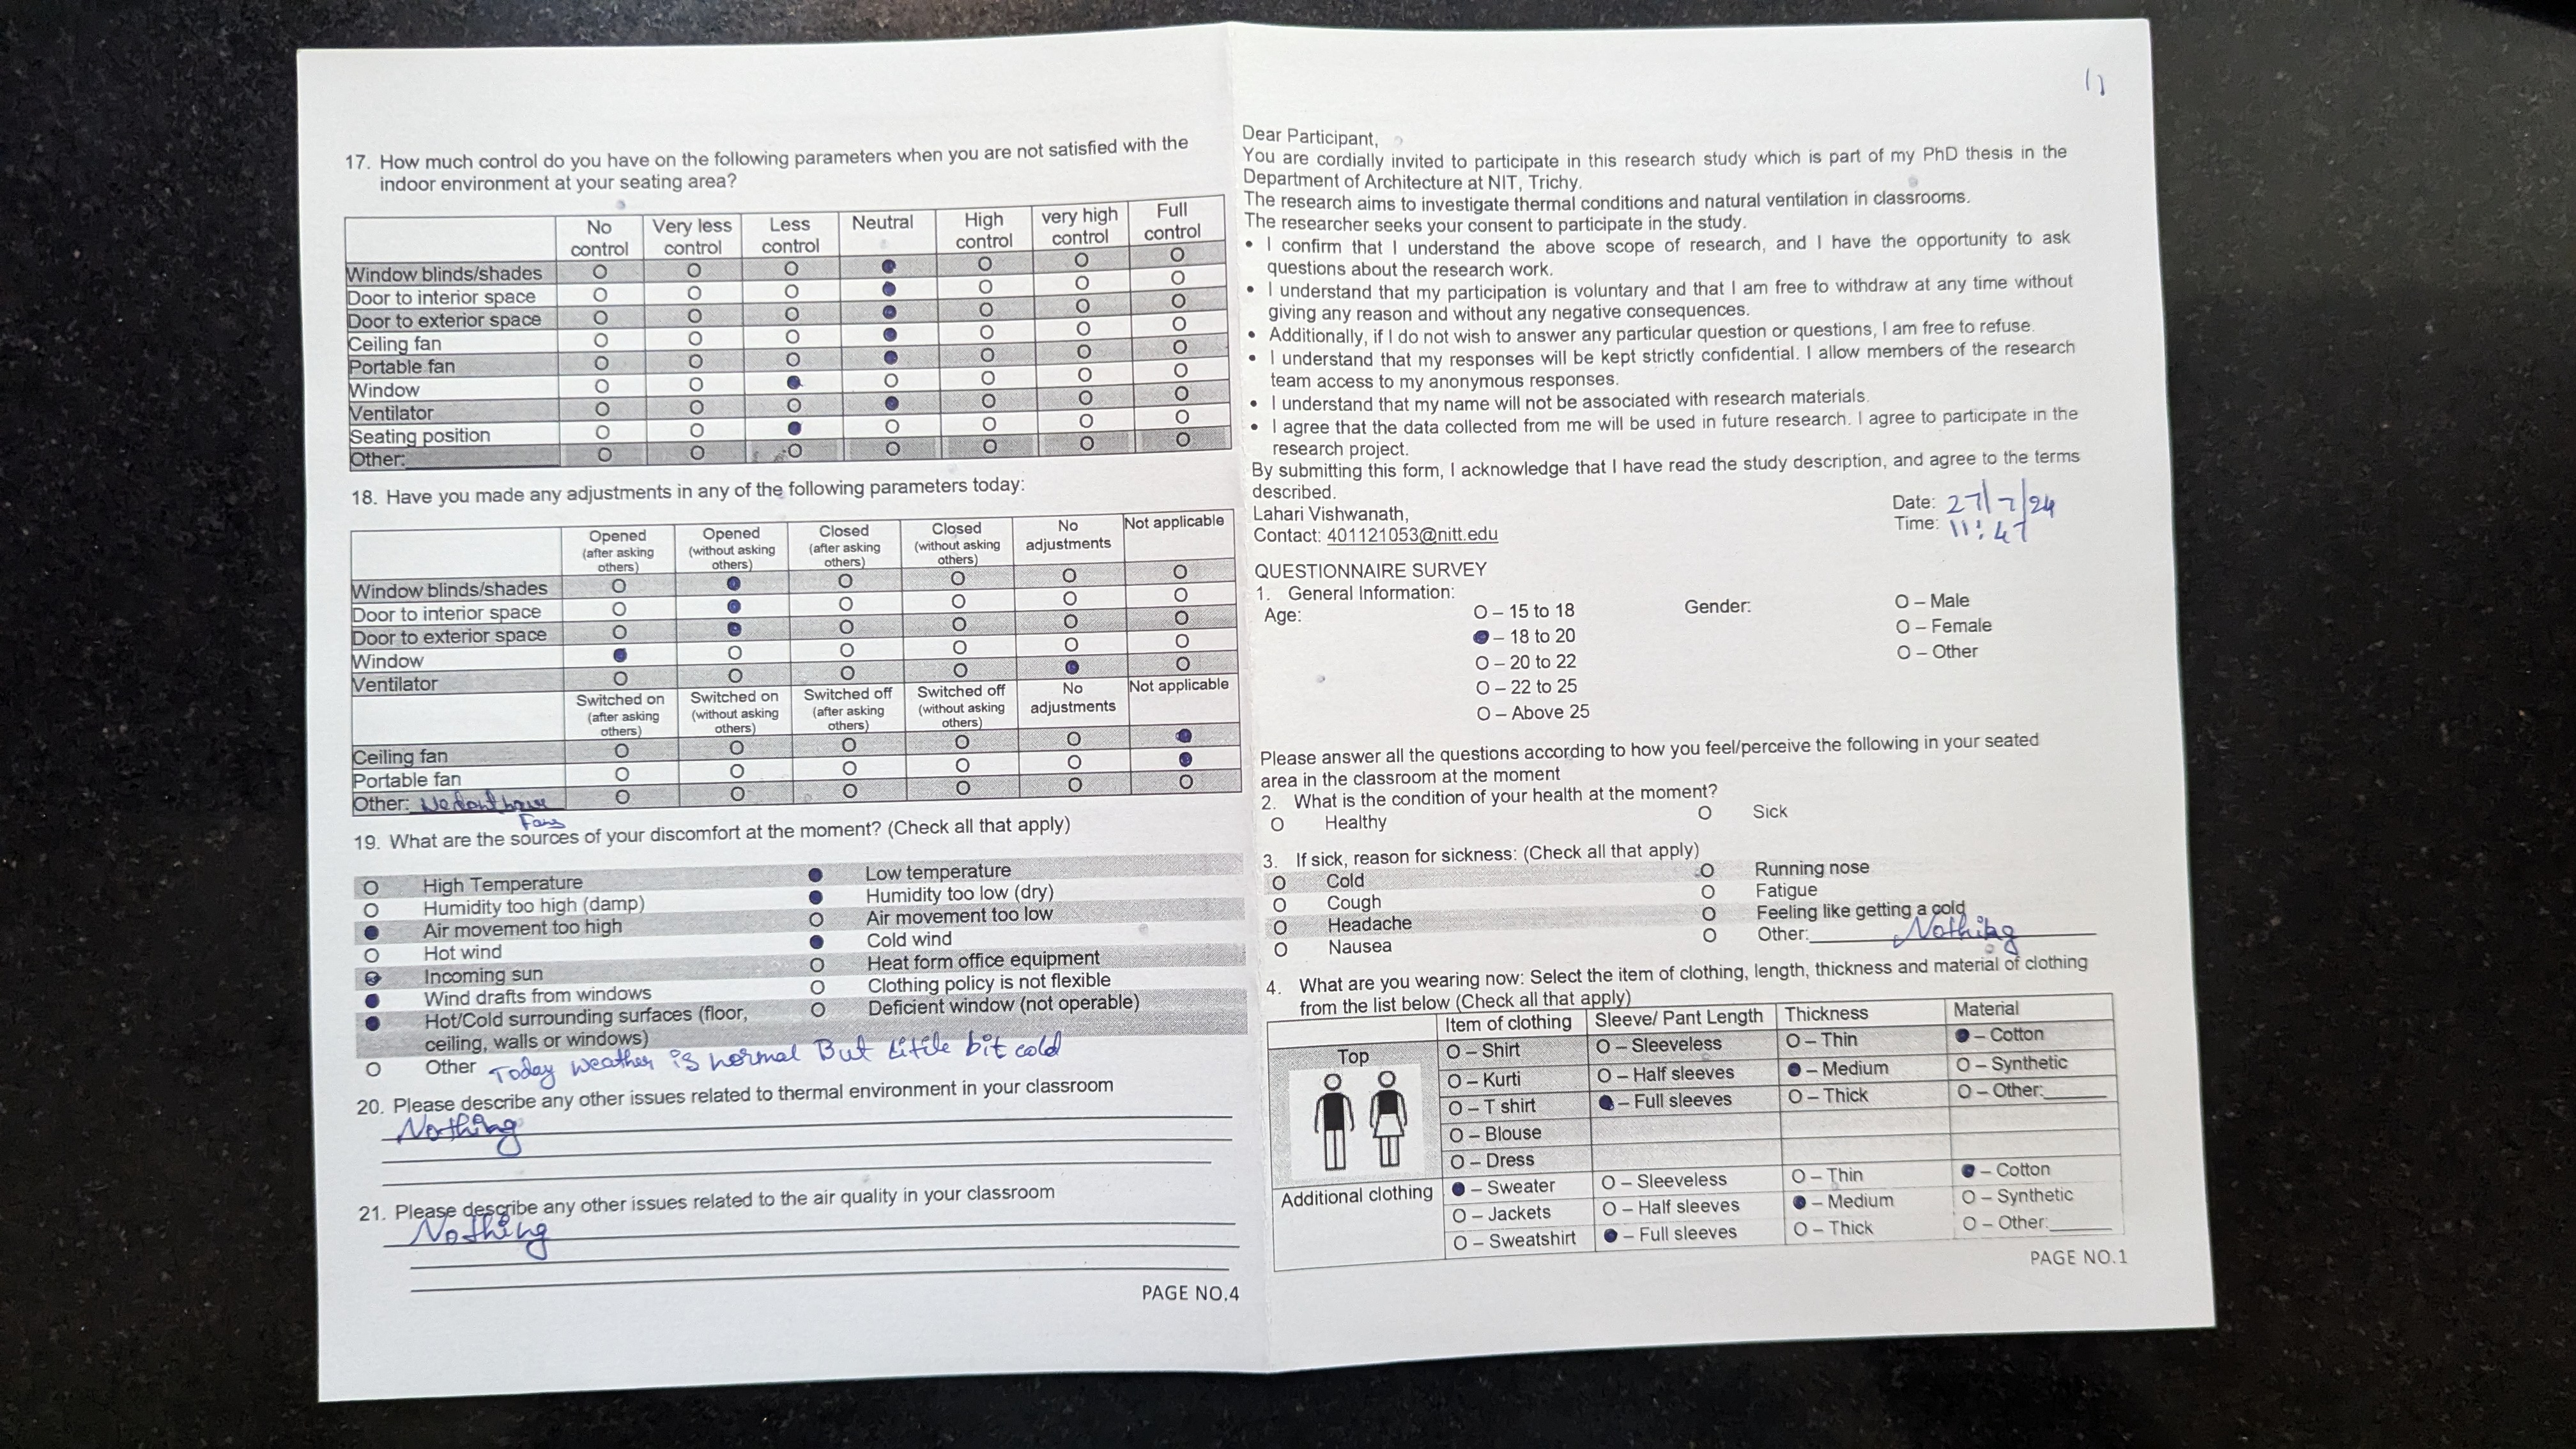 17. How much control do you have on the following parameters when you are not satisfied with the
indoor environment at your seating area?
No control Very less control Less control Neutral High control very high control Full control
Window blinds/shades O O O ● O O O
Door to interior space O O O ● O O O
Door to exterior space O O O ● O O O
Ceiling fan O O O ● O O O
Portable fan O O O ● O O O
Window O O ● O O O O
Ventilator O O O ● O O O
Seating position O O ● O O O O
Other: O O O O O O O
18. Have you made any adjustments in any of the following parameters today:
Opened (after asking others) Opened (without asking others) Closed (after asking others) Closed (without asking others) No adjustments Not applicable
Window blinds/shades O ● O O O O
Door to interior space O ● O O O O
Door to exterior space O ● O O O O
Window ● O O O O O
Ventilator O O O O ● O
Switched on (after asking others) Switched on (without asking others) Switched off (after asking others) Switched off (without asking others) No adjustments Not applicable
Ceiling fan O O O O O ●
Portable fan O O O O O ●
Other: We dont have O O O O O O
Fans
19. What are the sources of your discomfort at the moment? (Check all that apply)
O High Temperature ● Low temperature
O Humidity too high (damp) ● Humidity too low (dry)
● Air movement too high O Air movement too low
O Hot wind ● Cold wind
O Incoming sun O Heat form office equipment
● Wind drafts from windows O Clothing policy is not flexible
● Hot/Cold surrounding surfaces (floor, O Deficient window (not operable)
ceiling, walls or windows)
O Other Today weather is normal But little bit cold
20. Please describe any other issues related to thermal environment in your classroom
Nothing
21. Please describe any other issues related to the air quality in your classroom
Nothing
PAGE NO.4
11
Dear Participant,
You are cordially invited to participate in this research study which is part of my PhD thesis in the
Department of Architecture at NIT, Trichy.
The research aims to investigate thermal conditions and natural ventilation in classrooms.
The researcher seeks your consent to participate in the study.
• I confirm that I understand the above scope of research, and I have the opportunity to ask
questions about the research work.
• I understand that my participation is voluntary and that I am free to withdraw at any time without
giving any reason and without any negative consequences.
• Additionally, if I do not wish to answer any particular question or questions, I am free to refuse.
• I understand that my responses will be kept strictly confidential. I allow members of the research
team access to my anonymous responses.
• I understand that my name will not be associated with research materials.
• I agree that the data collected from me will be used in future research. I agree to participate in the
research project.
By submitting this form, I acknowledge that I have read the study description, and agree to the terms
described.
Lahari Vishwanath,
Contact: 401121053@nitt.edu
Date: 27/7/24
Time: 11:47
QUESTIONNAIRE SURVEY
1. General Information:
Age: O – 15 to 18 Gender: O – Male
● – 18 to 20 O – Female
O – 20 to 22 O – Other
O – 22 to 25
O – Above 25
Please answer all the questions according to how you feel/perceive the following in your seated
area in the classroom at the moment
2. What is the condition of your health at the moment?
O Healthy O Sick
3. If sick, reason for sickness: (Check all that apply)
O Cold O Running nose
O Cough O Fatigue
O Headache O Feeling like getting a cold
O Nausea O Other: Nothing
4. What are you wearing now: Select the item of clothing, length, thickness and material of clothing
from the list below (Check all that apply)
Item of clothing Sleeve/ Pant Length Thickness Material
Top O – Shirt O – Sleeveless O – Thin ● – Cotton
O – Kurti O – Half sleeves ● – Medium O – Synthetic
O – T shirt ● – Full sleeves O – Thick O – Other:
O – Blouse
O – Dress
Additional clothing ● – Sweater O – Sleeveless O – Thin ● – Cotton
O – Jackets O – Half sleeves ● – Medium O – Synthetic
O – Sweatshirt ● – Full sleeves O – Thick O – Other:
PAGE NO.1